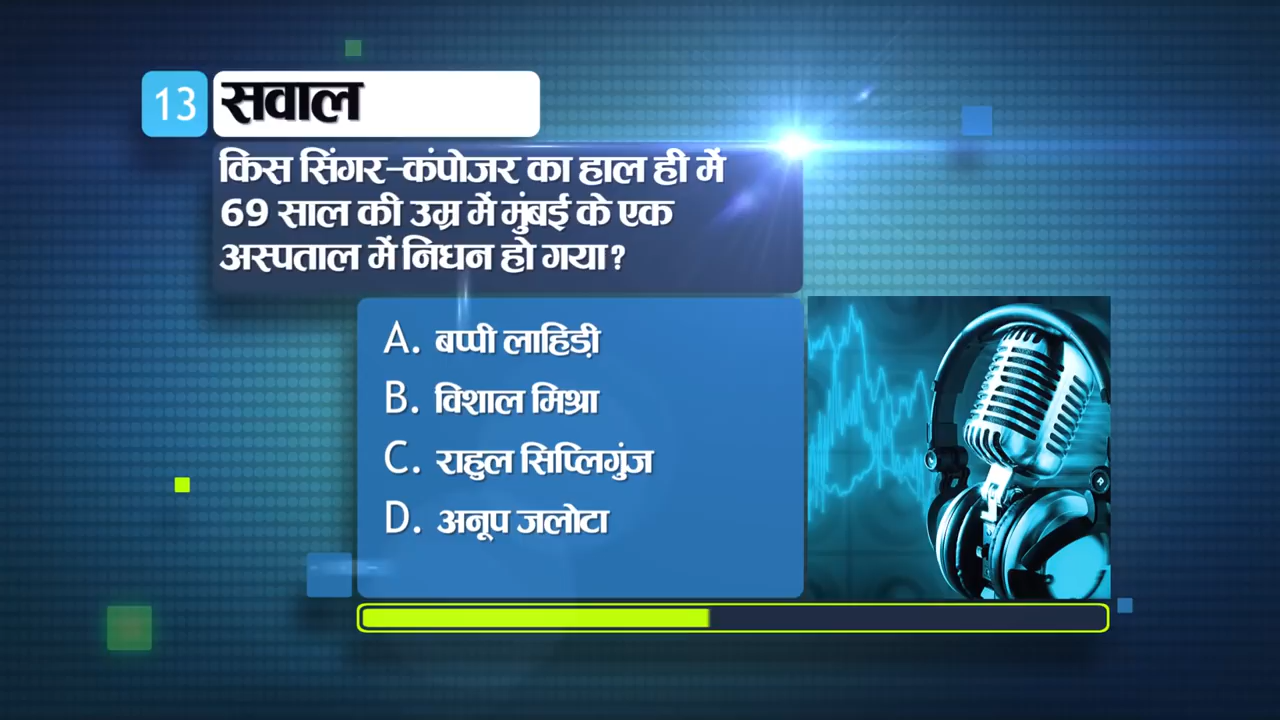 13 सवाल
किस सिंगर-कंपोजर का हाल ही में
69 साल की उम्र में मुंबई के एक
अस्पताल में निधन हो गया?
A. बप्पी लाहिड़ी
B. विशाल मिश्रा
C. राहुल सिप्लिगुंज
D. अनूप जलोटा